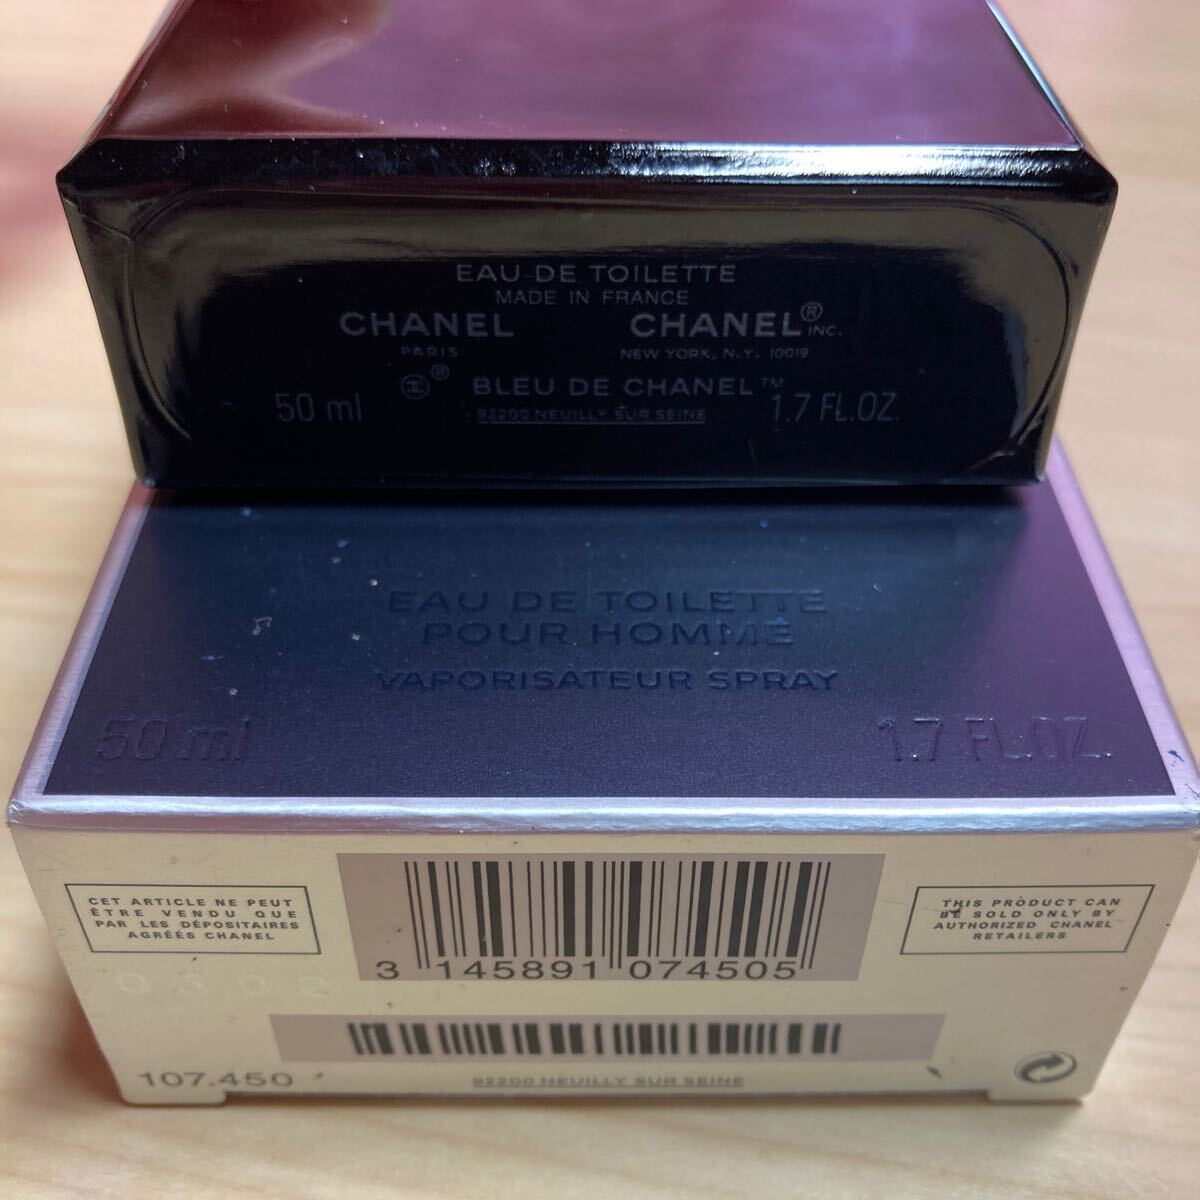 EAU DE TOILETTE
MADE IN FRANCE
CHANEL CHANEL® INC.
PARIS NEW YORK, N.Y. 10019
® BLEU DE CHANEL™
50 ml 92200 NEUILLY SUR SEINE 1.7 FL.OZ.
EAU DE TOILETTE
POUR HOMME
VAPORISATEUR SPRAY
50 ml 1.7 FL.OZ.
CET ARTICLE NE PEUT
ÊTRE VENDU QUE
PAR LES DÉPOSITAIRES
AGRÉÉS CHANEL
3 145891 074505
THIS PRODUCT CAN
BE SOLD ONLY BY
AUTHORIZED CHANEL
RETAILERS
0302
107.450
92200 NEUILLY SUR SEINE